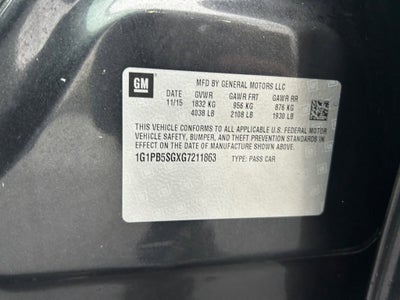 GM
MFD BY GENERAL MOTORS LLC
DATE GVWR GAWR FRT GAWR RR
11/15 1832 KG 956 KG 876 KG
4038 LB 2108 LB 1930 LB
THIS VEHICLE CONFORMS TO ALL APPLICABLE U.S. FEDERAL MOTOR
VEHICLE SAFETY, BUMPER, AND THEFT PREVENTION STANDARDS IN
EFFECT ON THE DATE OF MANUFACTURE SHOWN ABOVE.
1G1PB5SGXG7211863 TYPE: PASS CAR